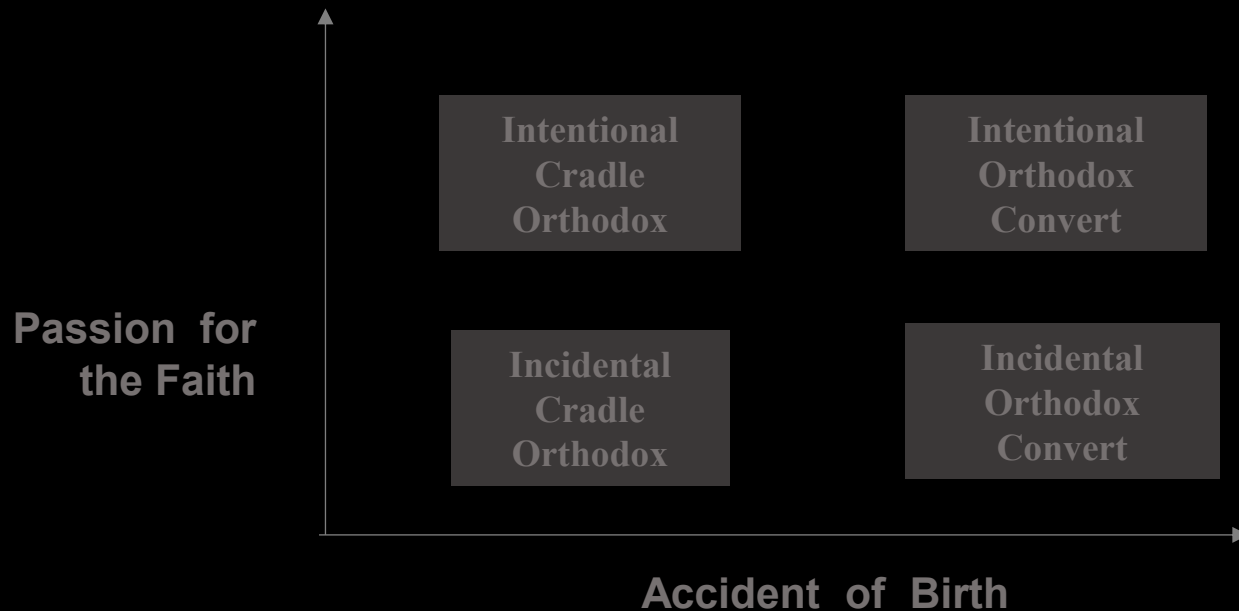 Intentional
Cradle
Orthodox
Intentional
Orthodox
Convert
Passion for
the Faith
Incidental
Cradle
Orthodox
Incidental
Orthodox
Convert
Accident of Birth